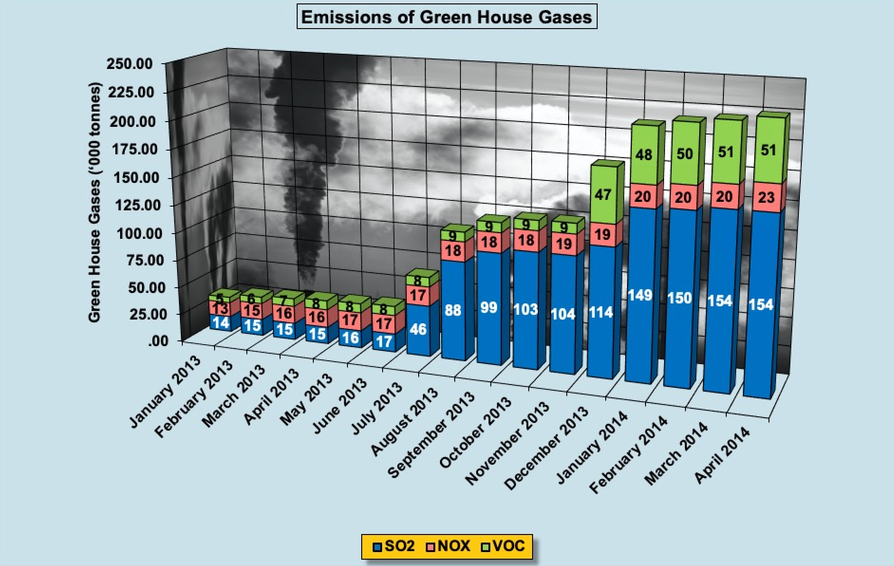 Emissions of Green House Gases
Green House Gases ('000 tonnes)
250.00
225.00
200.00
175.00
150.00
125.00
100.00
75.00
50.00
25.00
.00
5 6 7 8 8 8 8 9 9 9 9 47 48 50 51 51
13 15 16 16 17 17 17 18 18 18 19 19 20 20 20 23
14 15 15 15 16 17 46 88 99 103 104 114 149 150 154 154
January 2013
February 2013
March 2013
April 2013
May 2013
June 2013
July 2013
August 2013
September 2013
October 2013
November 2013
December 2013
January 2014
February 2014
March 2014
April 2014
SO2 NOX VOC